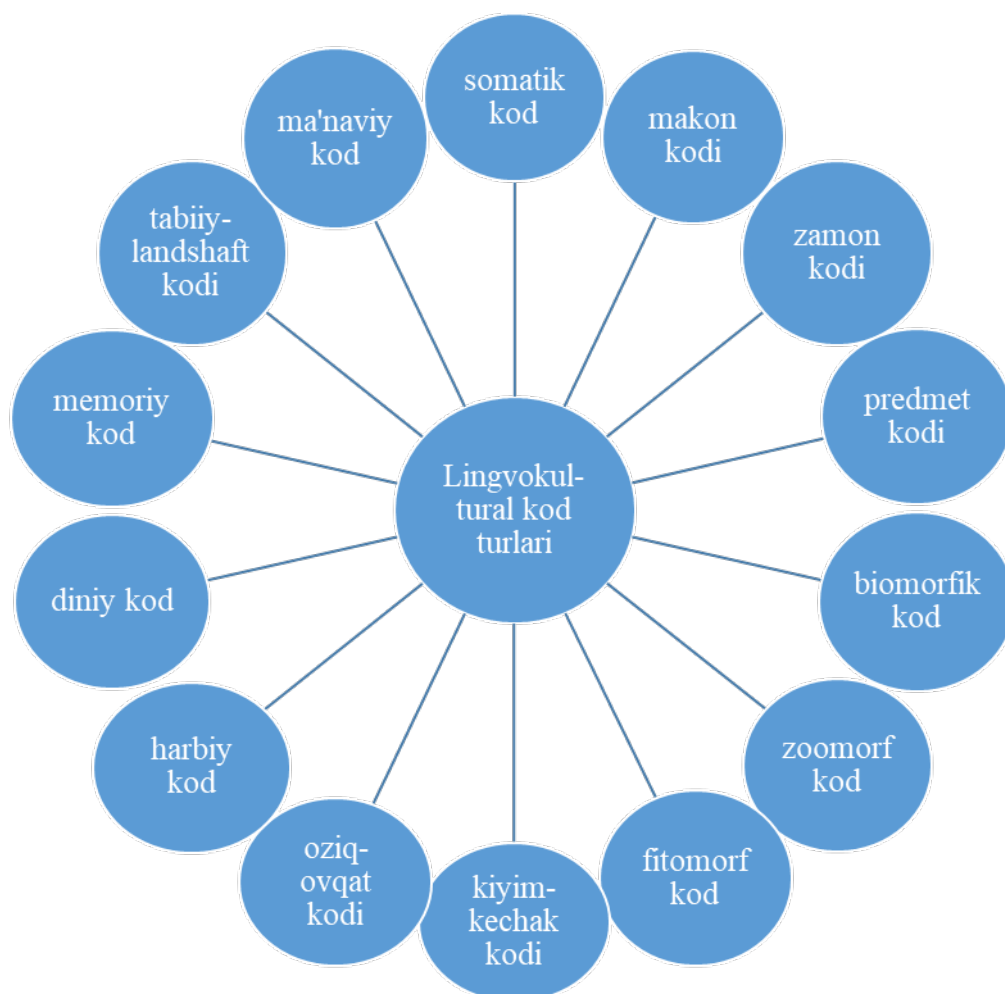 somatik
kod
makon
kodi
zamon
kodi
predmet
kodi
biomorfik
kod
zoomorf
kod
fitomorf
kod
kiyim-
kechak
kodi
oziq-
ovqat
kodi
harbiy
kod
diniy kod
memoriy
kod
tabiiy-
landshaft
kodi
ma'naviy
kod
Lingvokul-
tural kod
turlari